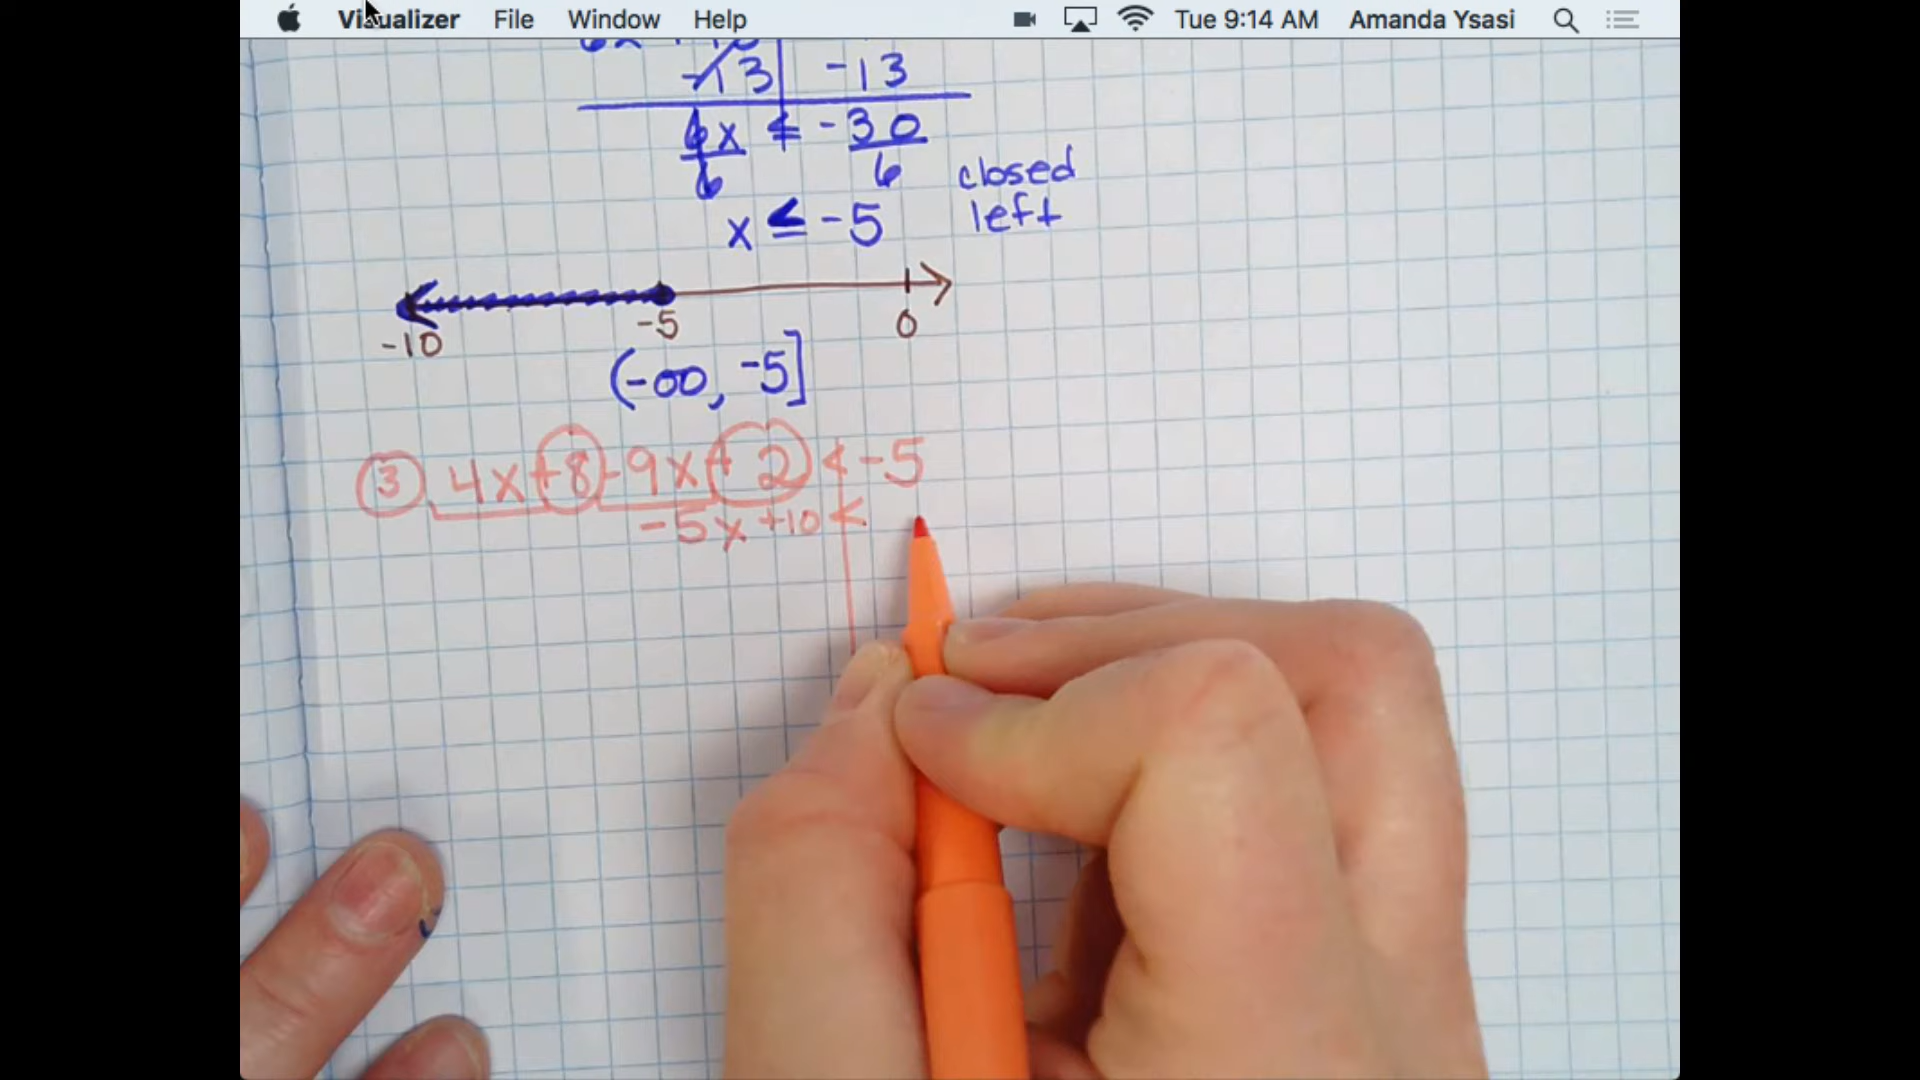 Visualizer File Window Help Tue 9:14 AM Amanda Ysasi
-13 -13
6x ≤ -30
6 6
closed
x ≤ -5
left
-10 -5 0
(-∞, -5]
③ 4x+8-9x+2 < -5
-5x+10 <